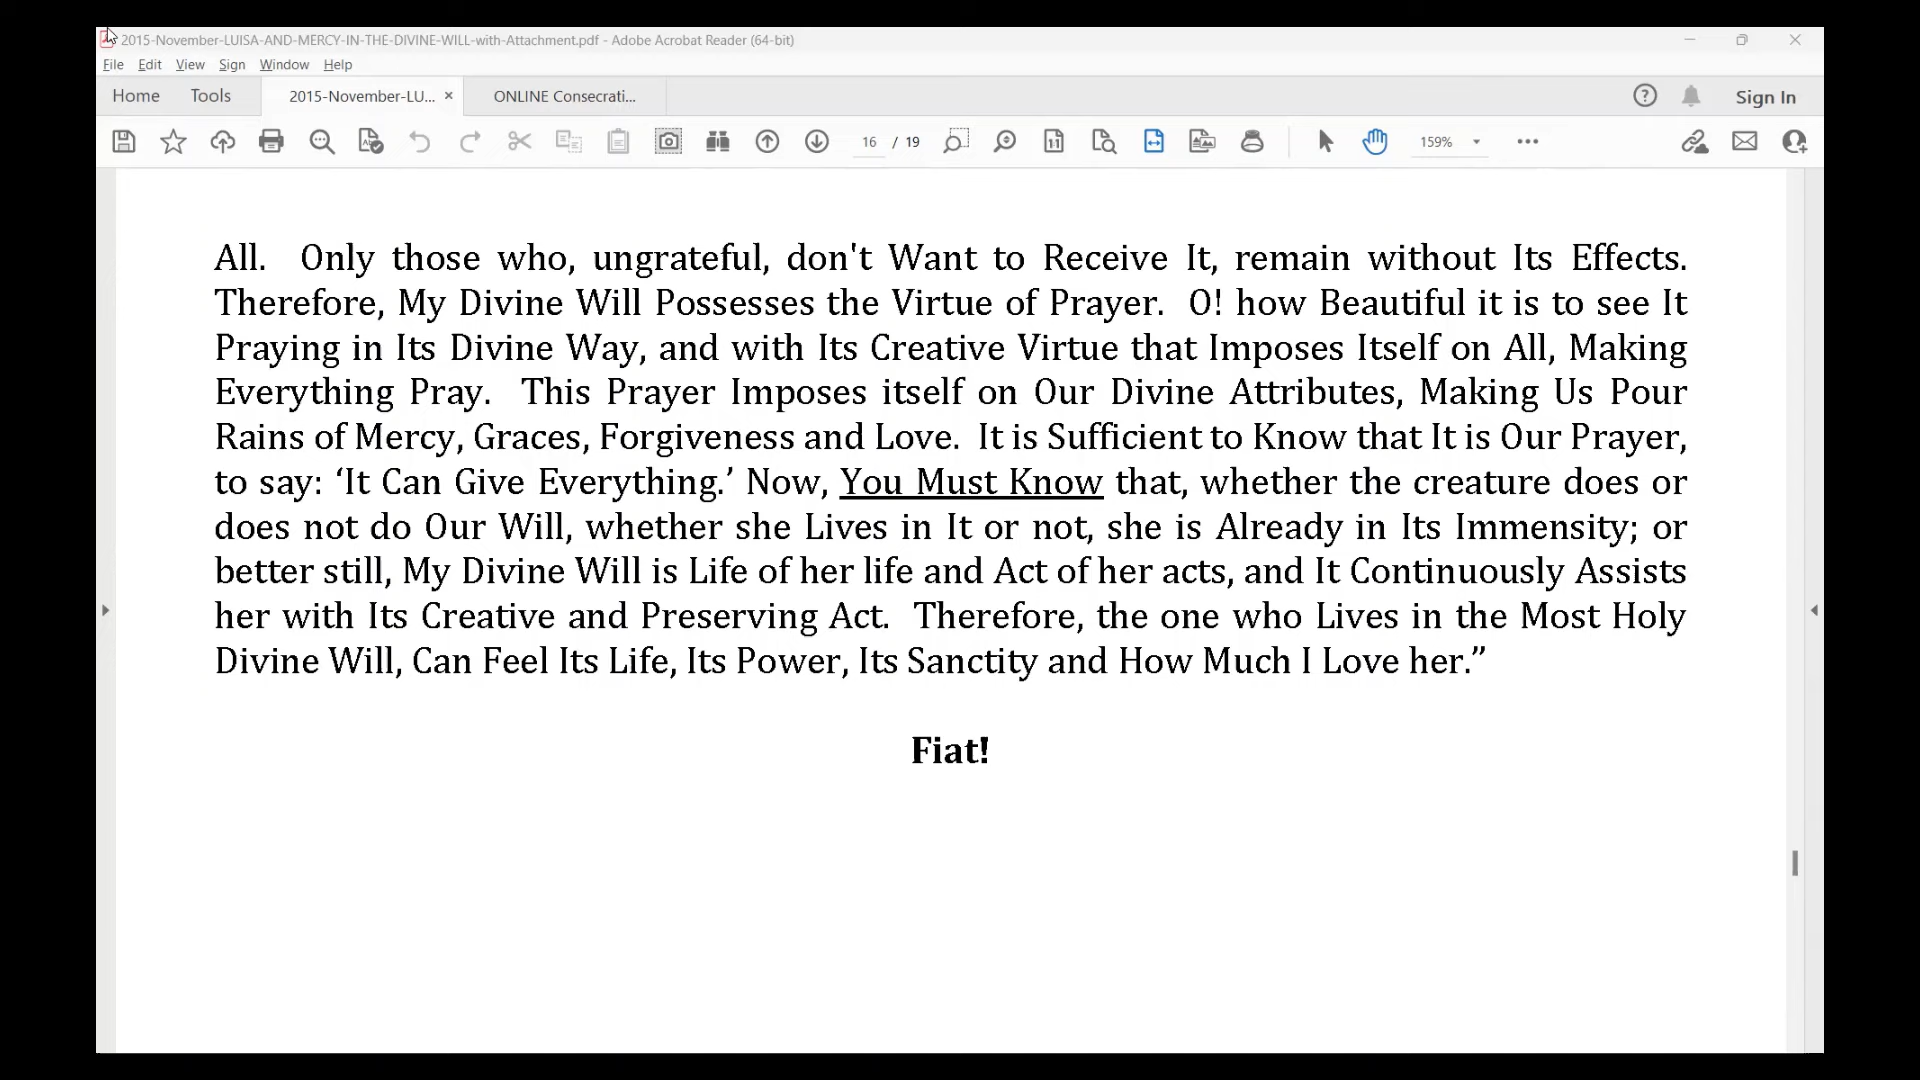 2015-November-LUISA-AND-MERCY-IN-THE-DIVINE-WILL-with-Attachment.pdf - Adobe Acrobat Reader (64-bit)
File Edit View Sign Window Help
Home Tools 2015-November-LU... × ONLINE Consecrati... Sign In
16 / 19 159%
All. Only those who, ungrateful, don't Want to Receive It, remain without Its Effects.
Therefore, My Divine Will Possesses the Virtue of Prayer. O! how Beautiful it is to see It
Praying in Its Divine Way, and with Its Creative Virtue that Imposes Itself on All, Making
Everything Pray. This Prayer Imposes itself on Our Divine Attributes, Making Us Pour
Rains of Mercy, Graces, Forgiveness and Love. It is Sufficient to Know that It is Our Prayer,
to say: ‘It Can Give Everything.’ Now, You Must Know that, whether the creature does or
does not do Our Will, whether she Lives in It or not, she is Already in Its Immensity; or
better still, My Divine Will is Life of her life and Act of her acts, and It Continuously Assists
her with Its Creative and Preserving Act. Therefore, the one who Lives in the Most Holy
Divine Will, Can Feel Its Life, Its Power, Its Sanctity and How Much I Love her.”
Fiat!